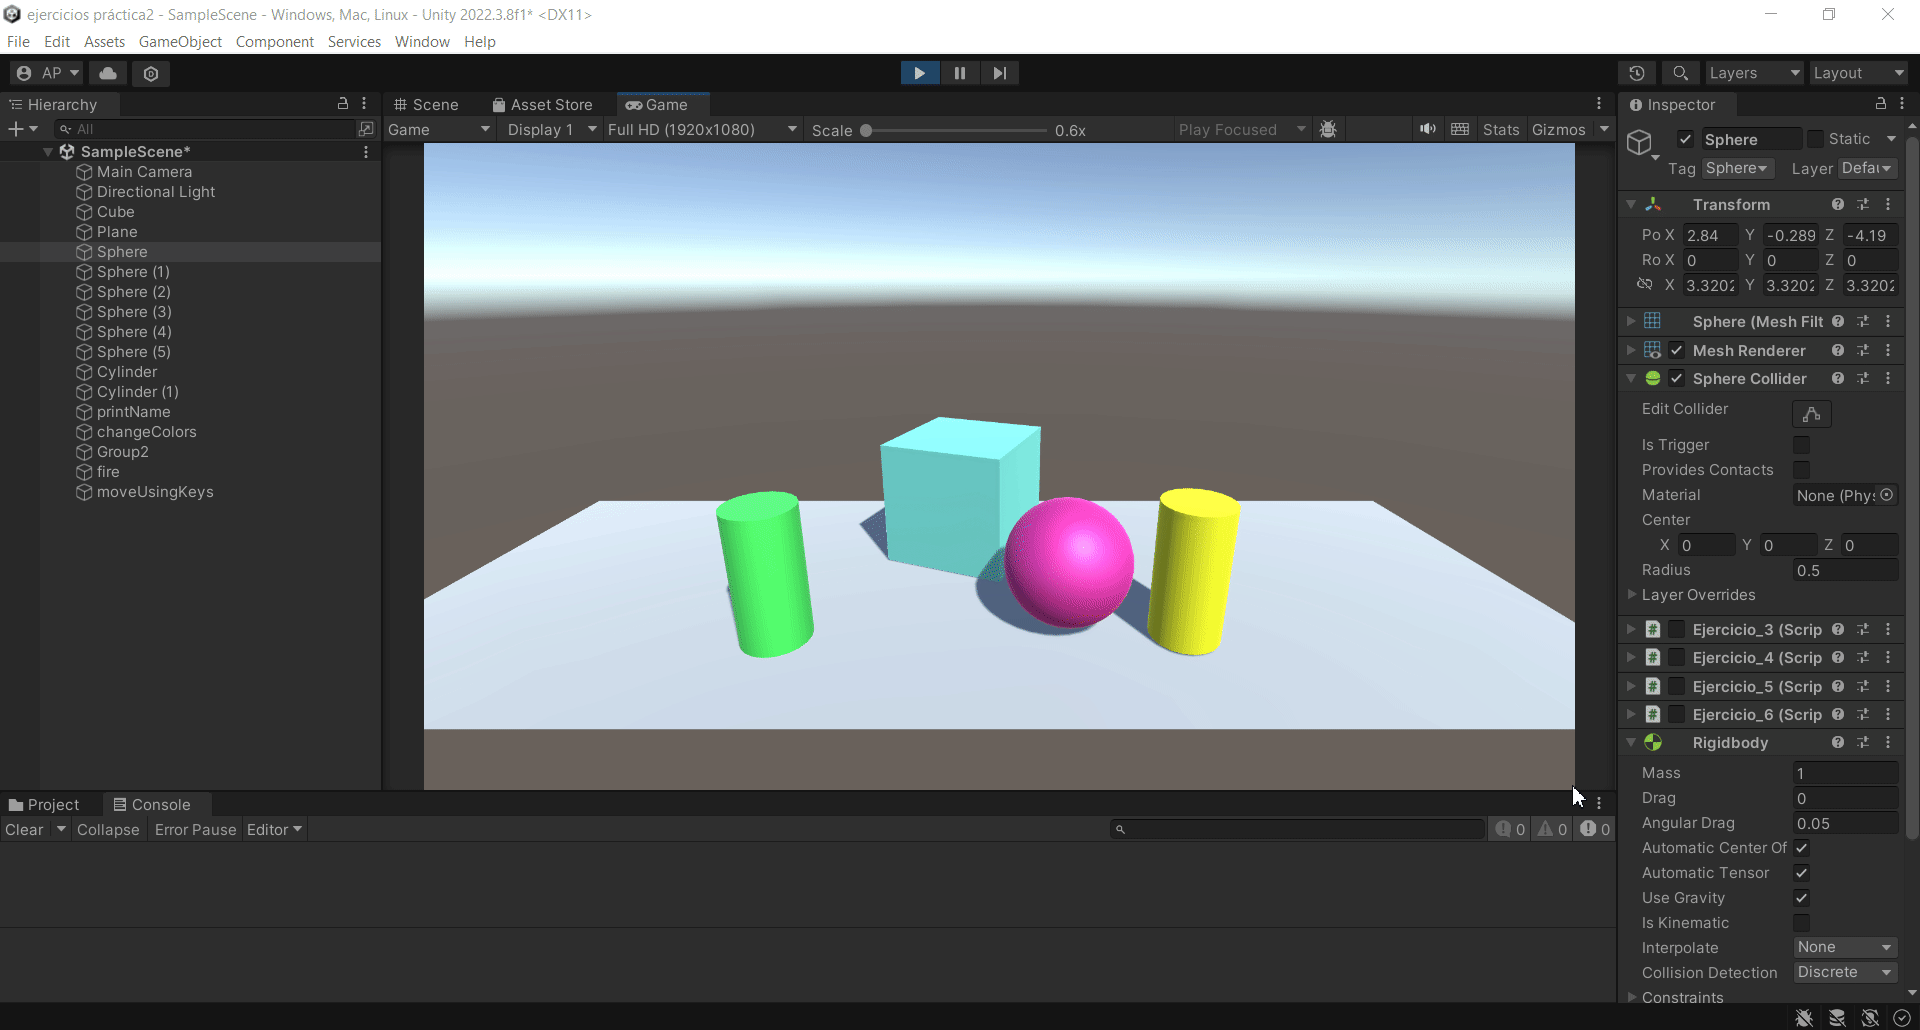 ejercicios práctica2 - SampleScene - Windows, Mac, Linux - Unity 2022.3.8f1* <DX11>
File Edit Assets GameObject Component Services Window Help
AP Layers Layout
Hierarchy
All
SampleScene*
Main Camera
Directional Light
Cube
Plane
Sphere
Sphere (1)
Sphere (2)
Sphere (3)
Sphere (4)
Sphere (5)
Cylinder
Cylinder (1)
printName
changeColors
Group2
fire
moveUsingKeys
Scene Asset Store Game
Game Display 1 Full HD (1920x1080) Scale 0.6x Play Focused Stats Gizmos
Inspector
Sphere Static
Tag Sphere Layer Defau
Transform
Po X 2.84 Y -0.289 Z -4.19
Ro X 0 Y 0 Z 0
X 3.3202 Y 3.3202 Z 3.3202
Sphere (Mesh Filt
Mesh Renderer
Sphere Collider
Edit Collider
Is Trigger
Provides Contacts
Material None (Phys
Center
X 0 Y 0 Z 0
Radius 0.5
Layer Overrides
Ejercicio_3 (Scrip
Ejercicio_4 (Scrip
Ejercicio_5 (Scrip
Ejercicio_6 (Scrip
Rigidbody
Mass 1
Drag 0
Angular Drag 0.05
Automatic Center Of
Automatic Tensor
Use Gravity
Is Kinematic
Interpolate None
Collision Detection Discrete
Constraints
Project Console
Clear Collapse Error Pause Editor 0 0 0